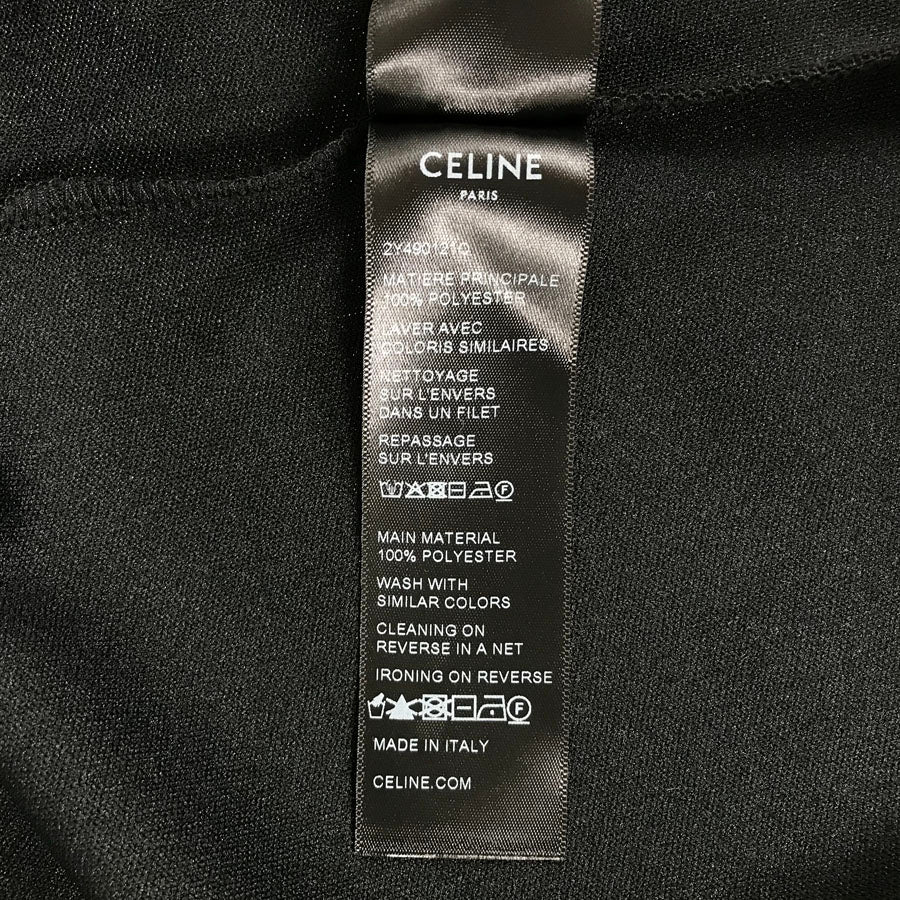 CELINE
PARIS
2Y490121Q
MATIERE PRINCIPALE
100% POLYESTER
LAVER AVEC
COLORIS SIMILAIRES
NETTOYAGE
SUR L'ENVERS
DANS UN FILET
REPASSAGE
SUR L'ENVERS
F
MAIN MATERIAL
100% POLYESTER
WASH WITH
SIMILAR COLORS
CLEANING ON
REVERSE IN A NET
IRONING ON REVERSE
F
MADE IN ITALY
CELINE.COM